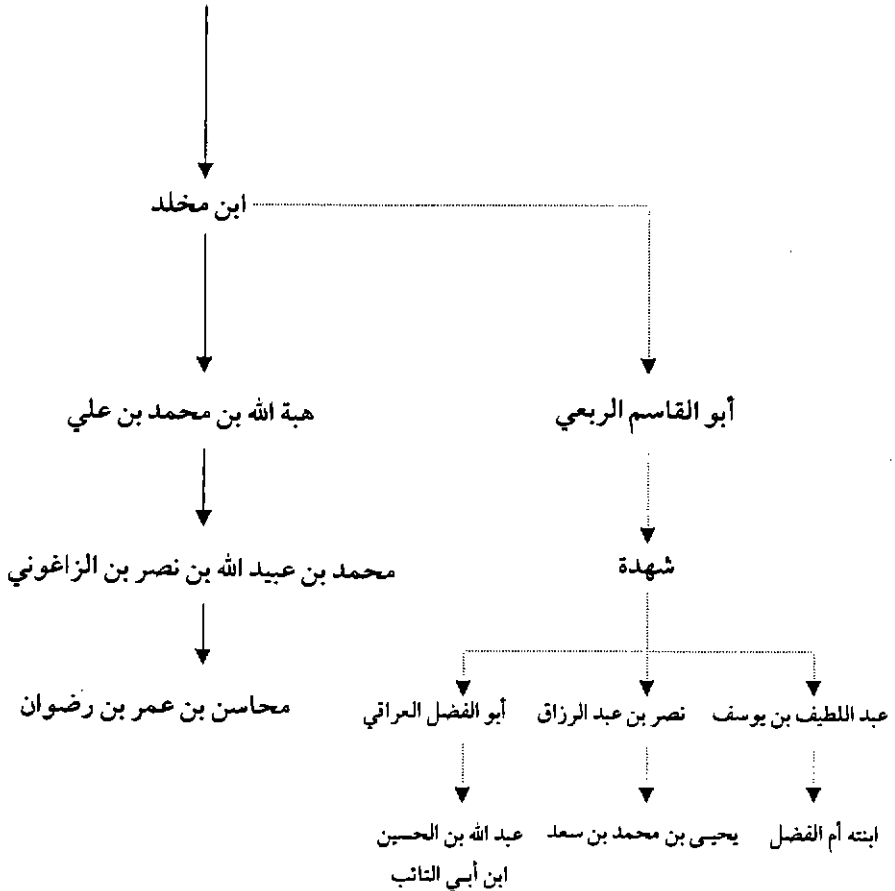 ابن مخلد
أبو القاسم الربعي
هبة الله بن محمد بن علي
شهدة
محمد بن عبيد الله بن نصر بن الزاغوني
عبد اللطيف بن يوسف
نصر بن عبد الرزاق
أبو الفضل العراقي
محاسن بن عمر بن رضوان
ابنته أم الفضل
يحيى بن محمد بن سعد
عبد الله بن الحسين
ابن أبي التائب